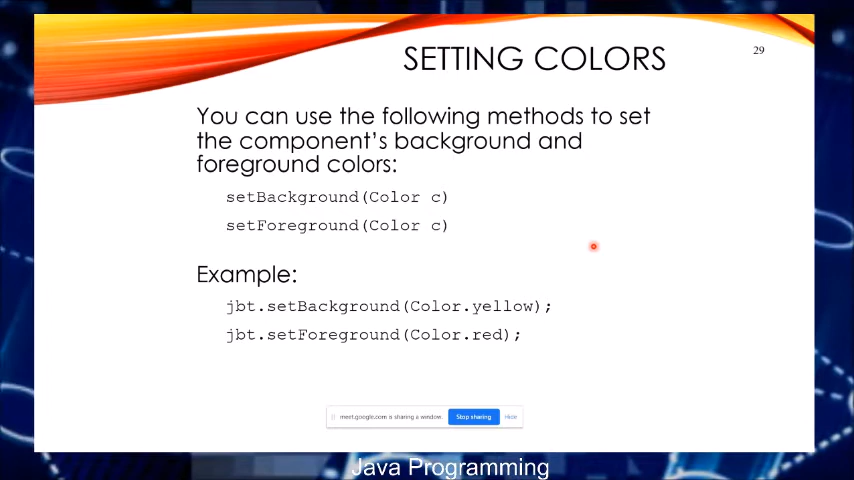 SETTING COLORS
29
You can use the following methods to set
the component's background and
foreground colors:
setBackground(Color c)
setForeground(Color c)
Example:
jbt.setBackground(Color.yellow);
jbt.setForeground(Color.red);
meet.google.com is sharing a window.
Stop sharing
Hide
Java Programming